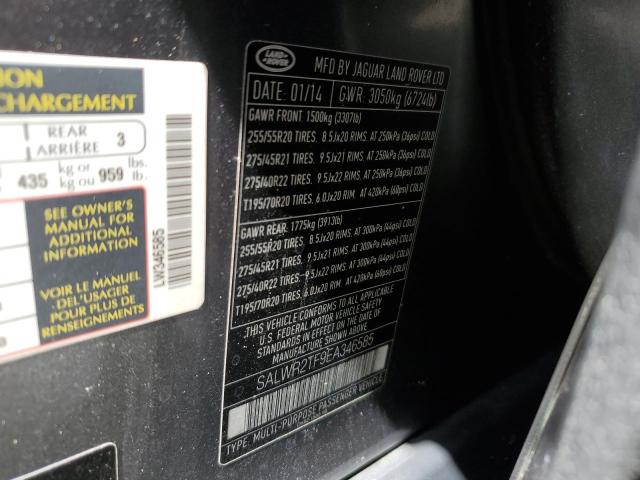 ION
CHARGEMENT
REAR
ARRIÈRE 3
435 kg or
kg ou 959 lbs.
lb.
SEE OWNER'S
MANUAL FOR
ADDITIONAL
INFORMATION
VOIR LE MANUEL
DE L'USAGER
POUR PLUS DE
RENSEIGNEMENTS
LW346585
LAND ROVER
MFD BY JAGUAR LAND ROVER LTD
DATE: 01/14 GWR: 3050kg (6724lb)
GAWR FRONT 1500kg (3307lb)
255/55R20 TIRES. 8.5Jx20 RIMS. AT 250kPa (36psi) COLD
275/45R21 TIRES. 9.5Jx21 RIMS. AT 250kPa (36psi) COLD
275/40R22 TIRES. 9.5Jx22 RIMS. AT 250kPa (36psi) COLD
T195/70R20 TIRES. 6.0Jx20 RIM. AT 420kPa (60psi) COLD
GAWR REAR. 1775kg (3913lb)
255/55R20 TIRES. 8.5Jx20 RIMS. AT 300kPa (44psi) COLD
275/45R21 TIRES. 9.5Jx21 RIMS. AT 300kPa (44psi) COLD
275/40R22 TIRES. 9.5Jx22 RIMS. AT 300kPa (44psi) COLD
T195/70R20 TIRES. 6.0Jx20 RIM. AT 420kPa (60psi) COLD
THIS VEHICLE CONFORMS TO ALL APPLICABLE
U.S. FEDERAL MOTOR VEHICLE SAFETY
STANDARDS IN EFFECT ON THE DATE OF
MANUFACTURE SHOWN ABOVE.
SALWR2TF9EA346585
TYPE: MULTI-PURPOSE PASSENGER VEHICLE